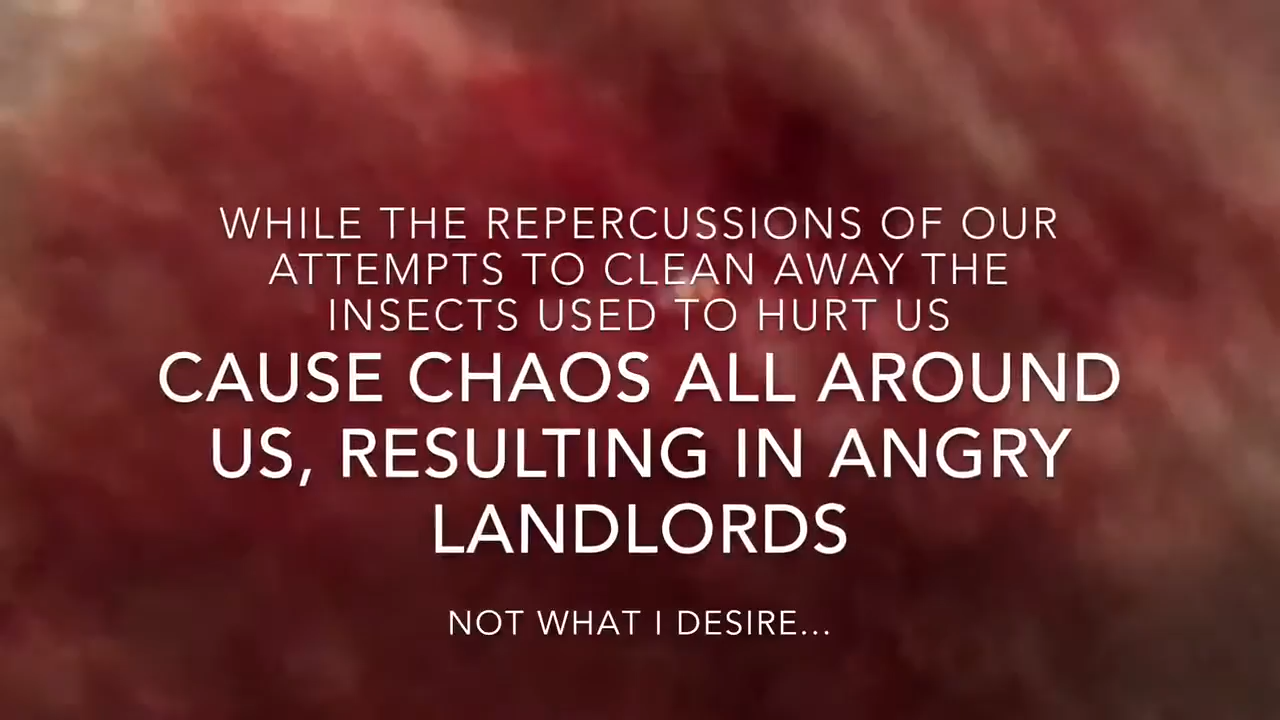 WHILE THE REPERCUSSIONS OF OUR
ATTEMPTS TO CLEAN AWAY THE
INSECTS USED TO HURT US
CAUSE CHAOS ALL AROUND
US, RESULTING IN ANGRY
LANDLORDS
NOT WHAT I DESIRE...